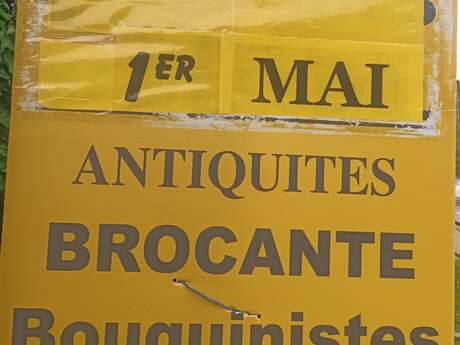 1ER MAI
ANTIQUITES
BROCANTE
Bouquinistes